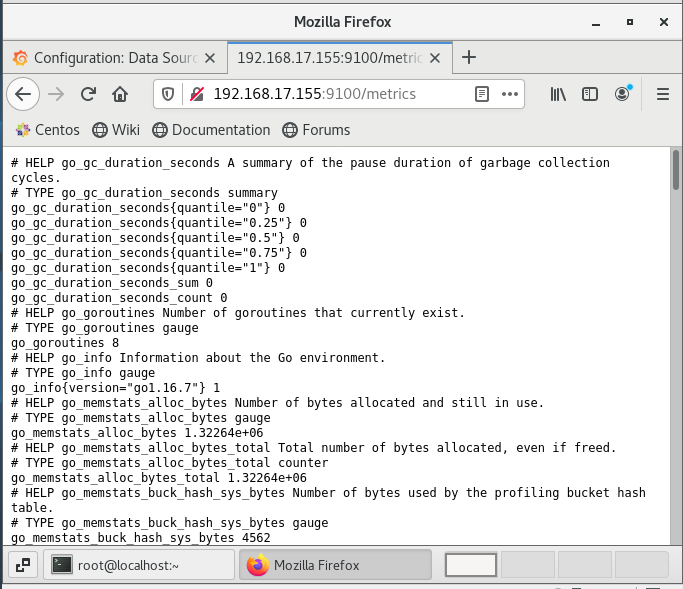 Mozilla Firefox
Configuration: Data Sourc
192.168.17.155:9100/metric
192.168.17.155:9100/metrics
Centos Wiki Documentation Forums
# HELP go_gc_duration_seconds A summary of the pause duration of garbage collection
cycles.
# TYPE go_gc_duration_seconds summary
go_gc_duration_seconds{quantile="0"} 0
go_gc_duration_seconds{quantile="0.25"} 0
go_gc_duration_seconds{quantile="0.5"} 0
go_gc_duration_seconds{quantile="0.75"} 0
go_gc_duration_seconds{quantile="1"} 0
go_gc_duration_seconds_sum 0
go_gc_duration_seconds_count 0
# HELP go_goroutines Number of goroutines that currently exist.
# TYPE go_goroutines gauge
go_goroutines 8
# HELP go_info Information about the Go environment.
# TYPE go_info gauge
go_info{version="go1.16.7"} 1
# HELP go_memstats_alloc_bytes Number of bytes allocated and still in use.
# TYPE go_memstats_alloc_bytes gauge
go_memstats_alloc_bytes 1.32264e+06
# HELP go_memstats_alloc_bytes_total Total number of bytes allocated, even if freed.
# TYPE go_memstats_alloc_bytes_total counter
go_memstats_alloc_bytes_total 1.32264e+06
# HELP go_memstats_buck_hash_sys_bytes Number of bytes used by the profiling bucket hash
table.
# TYPE go_memstats_buck_hash_sys_bytes gauge
go_memstats_buck_hash_sys_bytes 4562
root@localhost:~
Mozilla Firefox